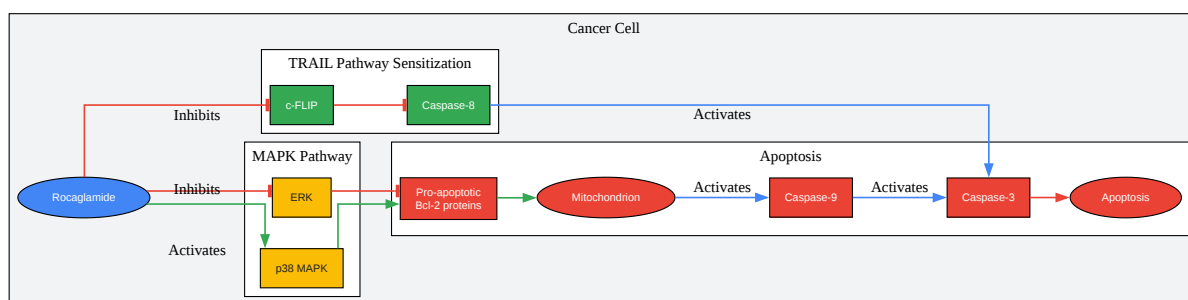 Cancer Cell
TRAIL Pathway Sensitization
c-FLIP
Caspase-8
Inhibits
Activates
MAPK Pathway
Apoptosis
Rocaglamide
Inhibits
ERK
Pro-apoptotic
Bcl-2 proteins
Mitochondrion
Activates
Caspase-9
Activates
Caspase-3
Apoptosis
Activates
p38 MAPK